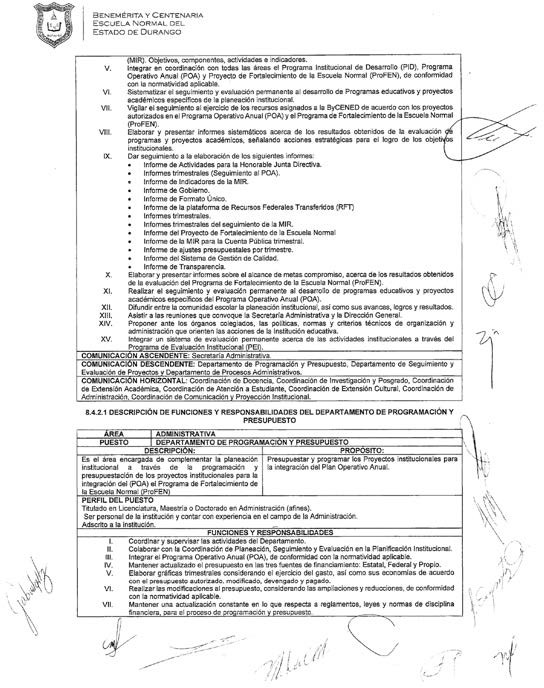 BENEMÉRITA Y CENTENARIA
ESCUELA NORMAL DEL
ESTADO DE DURANGO
(MIR). Objetivos, componentes, actividades e indicadores.
V. Integrar en coordinación con todas las áreas el Programa Institucional de Desarrollo (PID), Programa
Operativo Anual (POA) y Proyecto de Fortalecimiento de la Escuela Normal (ProFEN), de conformidad
con la normatividad aplicable.
VI. Sistematizar el seguimiento y evaluación permanente al desarrollo de Programas educativos y proyectos
académicos específicos de la planeación institucional.
VII. Vigilar el seguimiento al ejercicio de los recursos asignados a la ByCENED de acuerdo con los proyectos
autorizados en el Programa Operativo Anual (POA) y el Programa de Fortalecimiento de la Escuela Normal
(ProFEN).
VIII. Elaborar y presentar informes sistemáticos acerca de los resultados obtenidos de la evaluación de
programas y proyectos académicos, señalando acciones estratégicas para el logro de los objetivos
institucionales.
IX. Dar seguimiento a la elaboración de los siguientes informes:
• Informe de Actividades para la Honorable Junta Directiva.
• Informes trimestrales (Seguimiento al POA).
• Informe de Indicadores de la MIR.
• Informe de Gobierno.
• Informe de Formato Único.
• Informe de la plataforma de Recursos Federales Transferidos (RFT)
• Informes trimestrales.
• Informes trimestrales del seguimiento de la MIR.
• Informe del Proyecto de Fortalecimiento de la Escuela Normal
• Informe de la MIR para la Cuenta Pública trimestral.
• Informe de ajustes presupuestales por trimestre.
• Informe del Sistema de Gestión de Calidad.
• Informe de Transparencia.
X. Elaborar y presentar informes sobre el alcance de metas compromiso, acerca de los resultados obtenidos
de la evaluación del Programa de Fortalecimiento de la Escuela Normal (ProFEN).
XI. Realizar el seguimiento y evaluación permanente al desarrollo de programas educativos y proyectos
académicos específicos del Programa Operativo Anual (POA).
XII. Difundir entre la comunidad escolar la planeación institucional, así como sus avances, logros y resultados.
XIII. Asistir a las reuniones que convoque la Secretaría Administrativa y la Dirección General.
XIV. Proponer ante los órganos colegiados, las políticas, normas y criterios técnicos de organización y
administración que orienten las acciones de la institución educativa.
XV. Integrar un sistema de evaluación permanente acerca de las actividades institucionales a través del
Programa de Evaluación Institucional (PEI).
COMUNICACIÓN ASCENDENTE: Secretaría Administrativa.
COMUNICACIÓN DESCENDENTE: Departamento de Programación y Presupuesto, Departamento de Seguimiento y
Evaluación de Proyectos y Departamento de Procesos Administrativos.
COMUNICACIÓN HORIZONTAL: Coordinación de Docencia, Coordinación de Investigación y Posgrado, Coordinación
de Extensión Académica, Coordinación de Atención a Estudiante, Coordinación de Extensión Cultural, Coordinación de
Administración, Coordinación de Comunicación y Proyección Institucional.
8.4.2.1 DESCRIPCIÓN DE FUNCIONES Y RESPONSABILIDADES DEL DEPARTAMENTO DE PROGRAMACIÓN Y
PRESUPUESTO
ÁREA ADMINISTRATIVA
PUESTO DEPARTAMENTO DE PROGRAMACIÓN Y PRESUPUESTO
DESCRIPCIÓN: PROPÓSITO:
Es el área encargada de complementar la planeación
institucional a través de la programación y
presupuestación de los proyectos institucionales para la
integración del (POA) el Programa de Fortalecimiento de
la Escuela Normal (ProFEN)
Presupuestar y programar los Proyectos institucionales para
la integración del Plan Operativo Anual.
PERFIL DEL PUESTO
Titulado en Licenciatura, Maestría o Doctorado en Administración (afines).
Ser personal de la institución y contar con experiencia en el campo de la Administración.
Adscrito a la institución.
FUNCIONES Y RESPONSABILIDADES
I. Coordinar y supervisar las actividades del Departamento.
II. Colaborar con la Coordinación de Planeación, Seguimiento y Evaluación en la Planificación Institucional.
III. Integrar el Programa Operativo Anual (POA), de conformidad con la normatividad aplicable.
IV. Mantener actualizado el presupuesto en las tres fuentes de financiamiento: Estatal, Federal y Propio.
V. Elaborar gráficas trimestrales considerando el ejercicio del gasto, así como sus economías de acuerdo
con el presupuesto autorizado, modificado, devengado y pagado.
VI. Realizar las modificaciones al presupuesto, considerando las ampliaciones y reducciones, de conformidad
con la normatividad aplicable.
VII. Mantener una actualización constante en lo que respecta a reglamentos, leyes y normas de disciplina
financiera, para el proceso de programación y presupuesto.